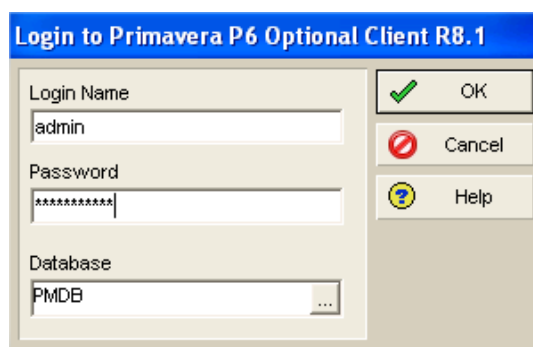 Login to Primavera P6 Optional Client R8.1
Login Name
admin
Password
***********
Database
PMDB
...
OK
Cancel
Help